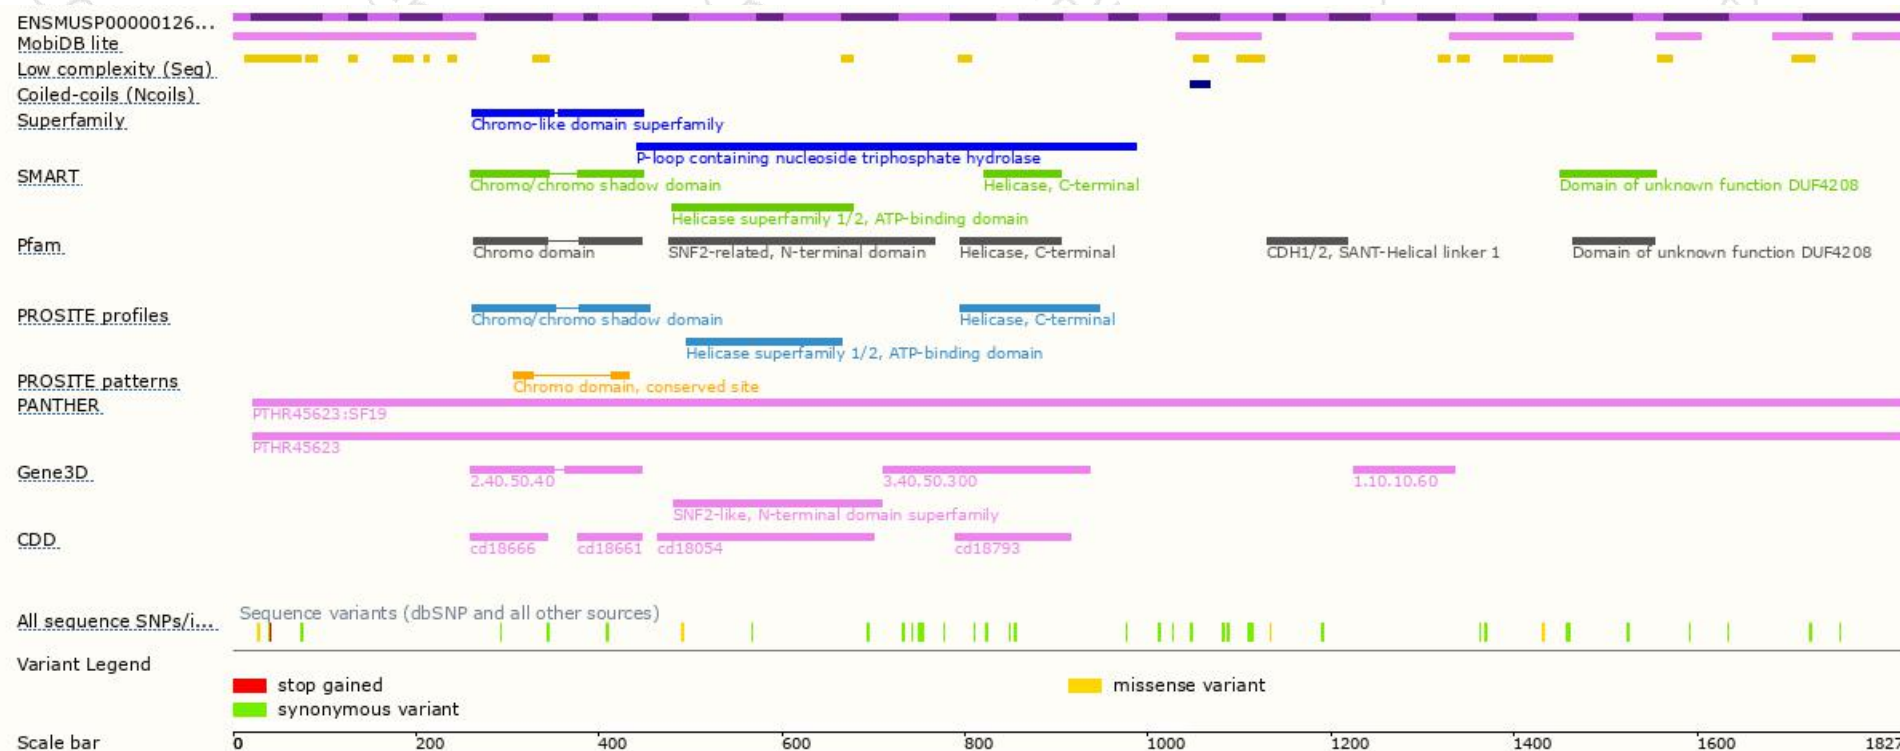 ENSMUSP00000126...
MobiDB lite
Low complexity (Seg)
Coiled-coils (Ncoils)
Superfamily
Chromo-like domain superfamily
P-loop containing nucleoside triphosphate hydrolase
SMART
Chromo/chromo shadow domain
Helicase, C-terminal
Domain of unknown function DUF4208
Helicase superfamily 1/2, ATP-binding domain
Pfam
Chromo domain
SNF2-related, N-terminal domain
Helicase, C-terminal
CDH1/2, SANT-Helical linker 1
Domain of unknown function DUF4208
PROSITE profiles
Chromo/chromo shadow domain
Helicase, C-terminal
Helicase superfamily 1/2, ATP-binding domain
PROSITE patterns
Chromo domain, conserved site
PANTHER
PTHR45623:SF19
PTHR45623
Gene3D
2.40.50.40
3.40.50.300
1.10.10.60
SNF2-like, N-terminal domain superfamily
CDD
cd18666
cd18661
cd18054
cd18793
Sequence variants (dbSNP and all other sources)
All sequence SNPs/i...
Variant Legend
stop gained
missense variant
synonymous variant
Scale bar
0 200 400 600 800 1000 1200 1400 1600 1827